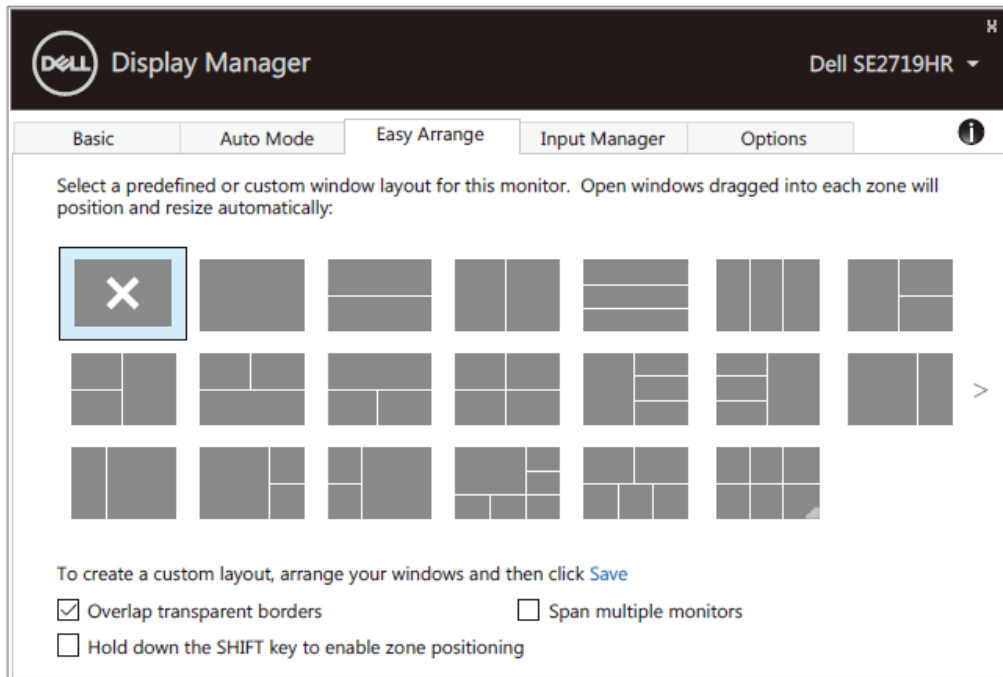 DELL Display Manager
Dell SE2719HR
Basic Auto Mode Easy Arrange Input Manager Options
Select a predefined or custom window layout for this monitor. Open windows dragged into each zone will
position and resize automatically:
>
To create a custom layout, arrange your windows and then click Save
Overlap transparent borders
Span multiple monitors
Hold down the SHIFT key to enable zone positioning